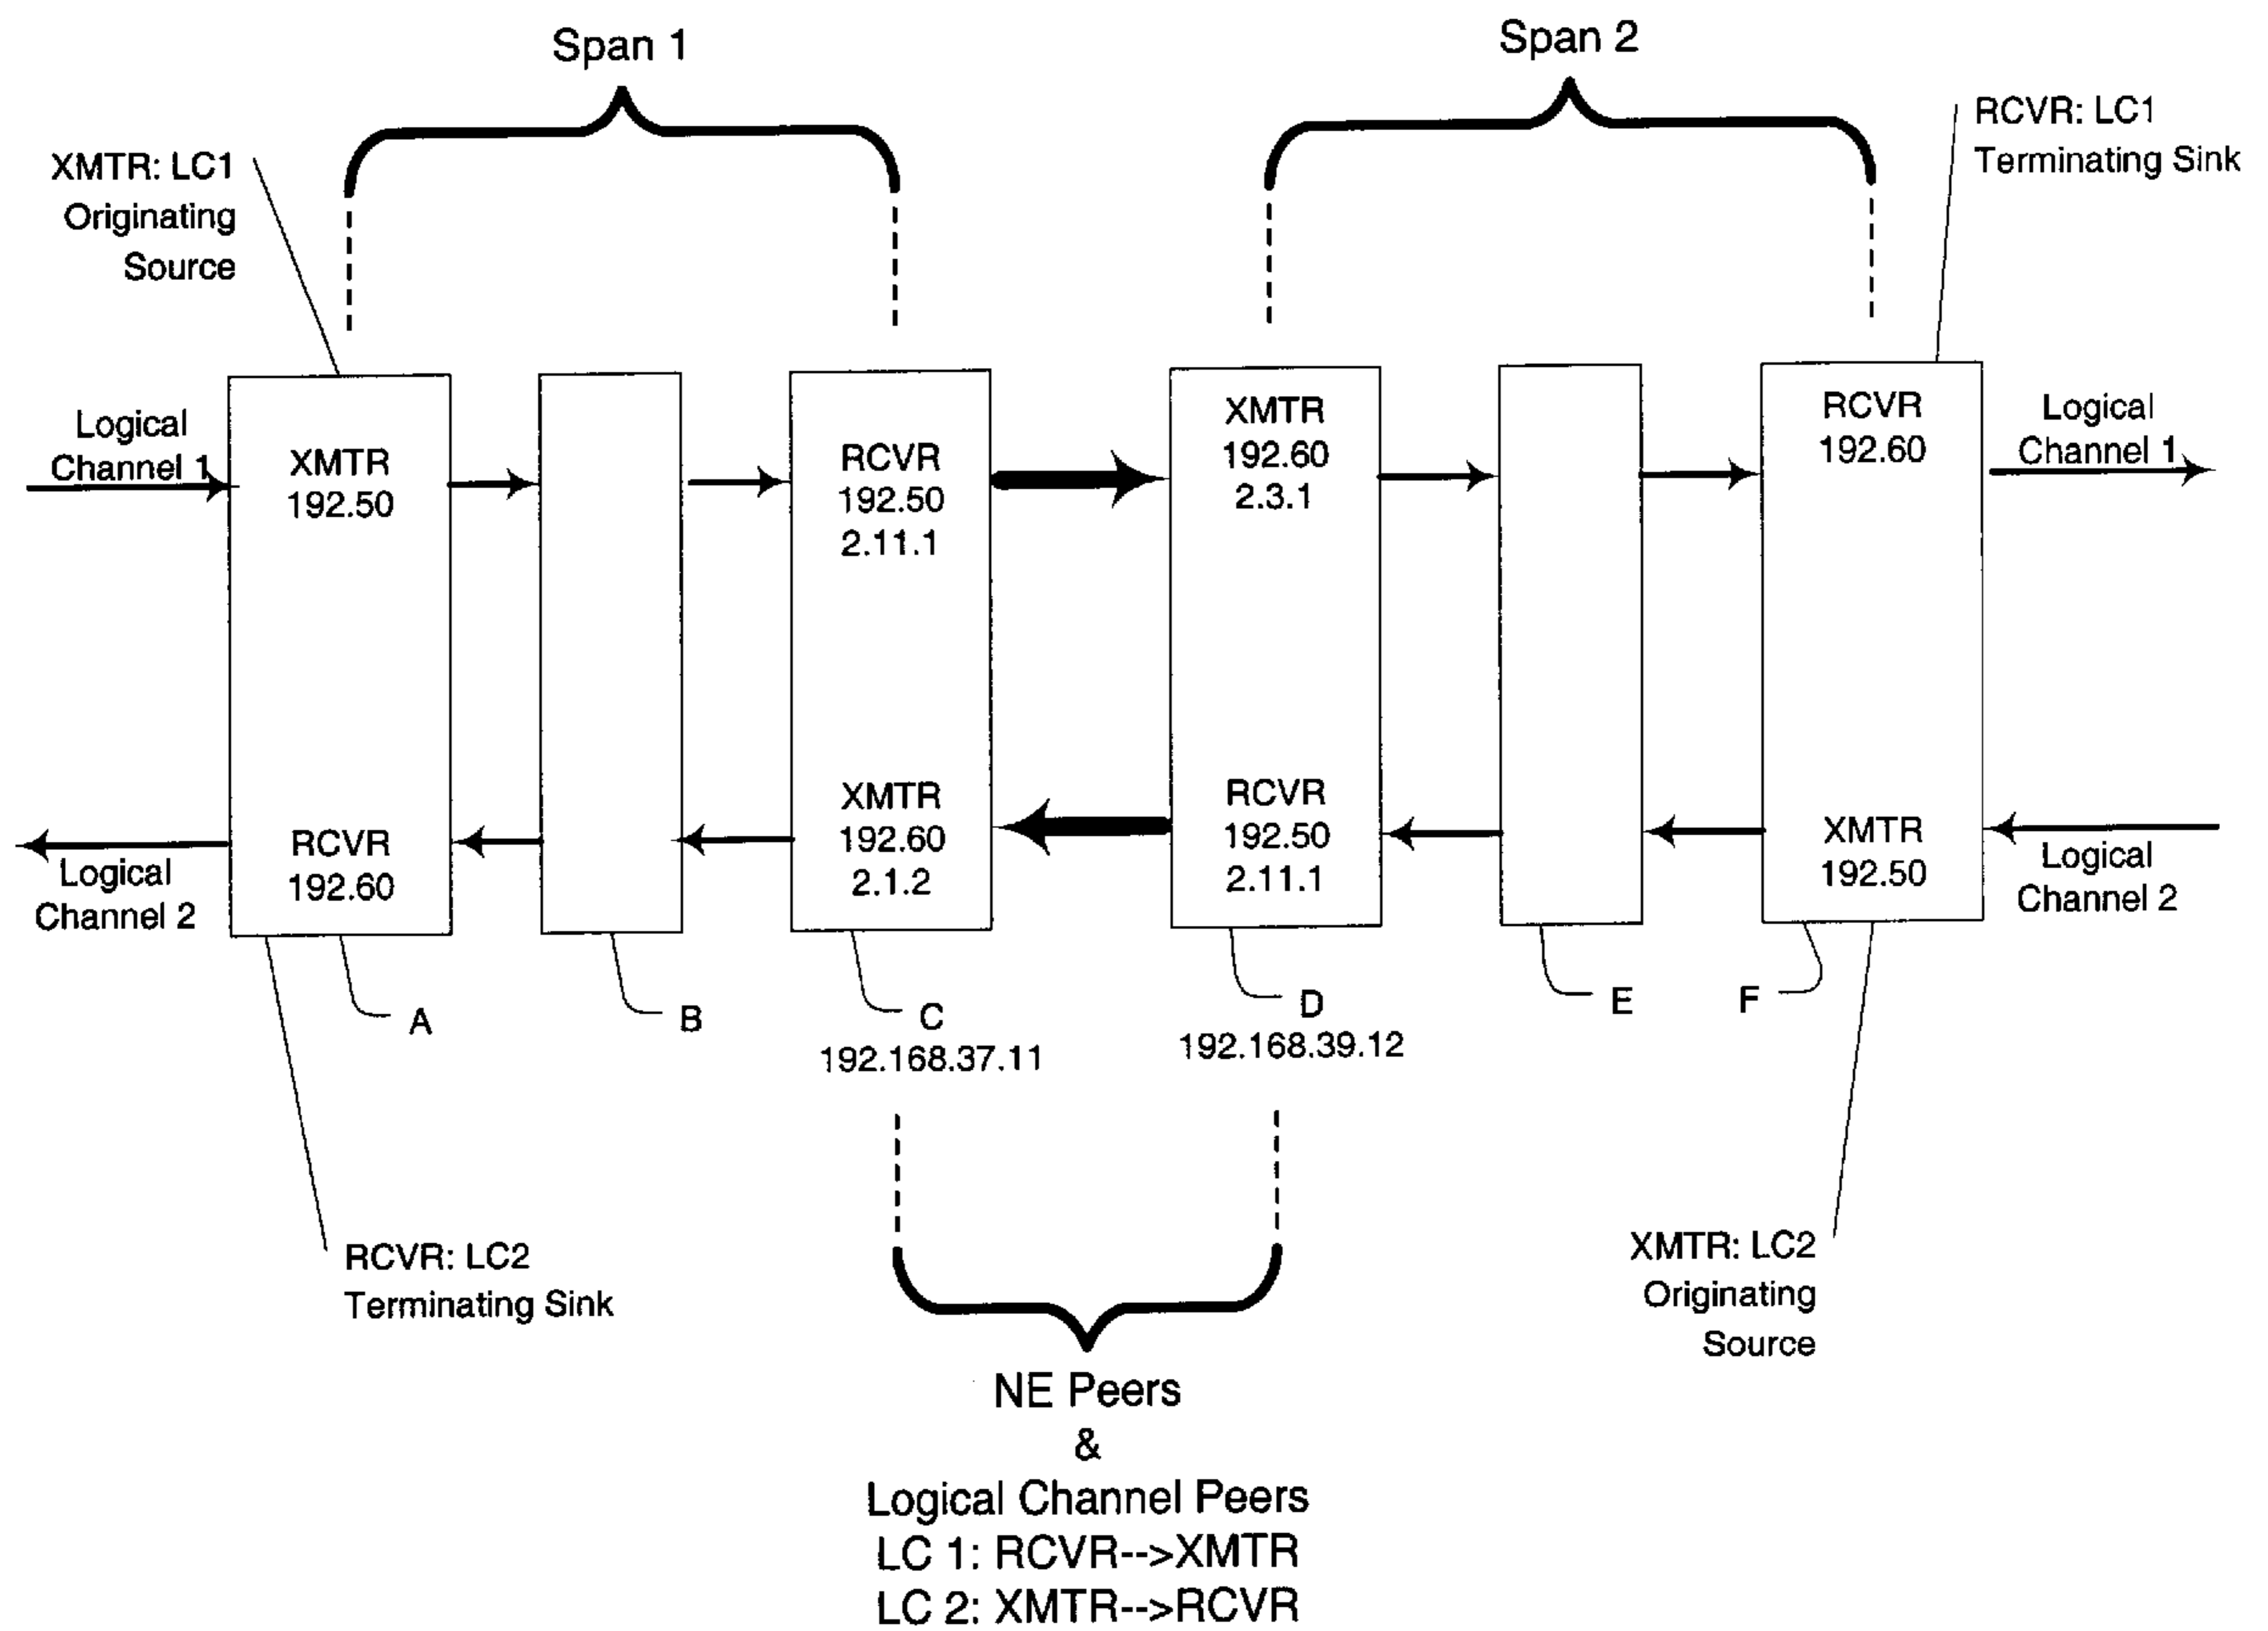 Span 1
Span 2
XMTR: LC1
Originating
Source
RCVR: LC1
Terminating Sink
Logical
Channel 1
XMTR
192.50
RCVR
192.50
2.11.1
XMTR
192.60
2.3.1
RCVR
192.60
Logical
Channel 1
Logical
Channel 2
RCVR
192.60
XMTR
192.60
2.1.2
RCVR
192.50
2.11.1
XMTR
192.50
Logical
Channel 2
A
B
C
192.168.37.11
D
192.168.39.12
E
F
RCVR: LC2
Terminating Sink
XMTR: LC2
Originating
Source
NE Peers
&
Logical Channel Peers
LC 1: RCVR-->XMTR
LC 2: XMTR-->RCVR